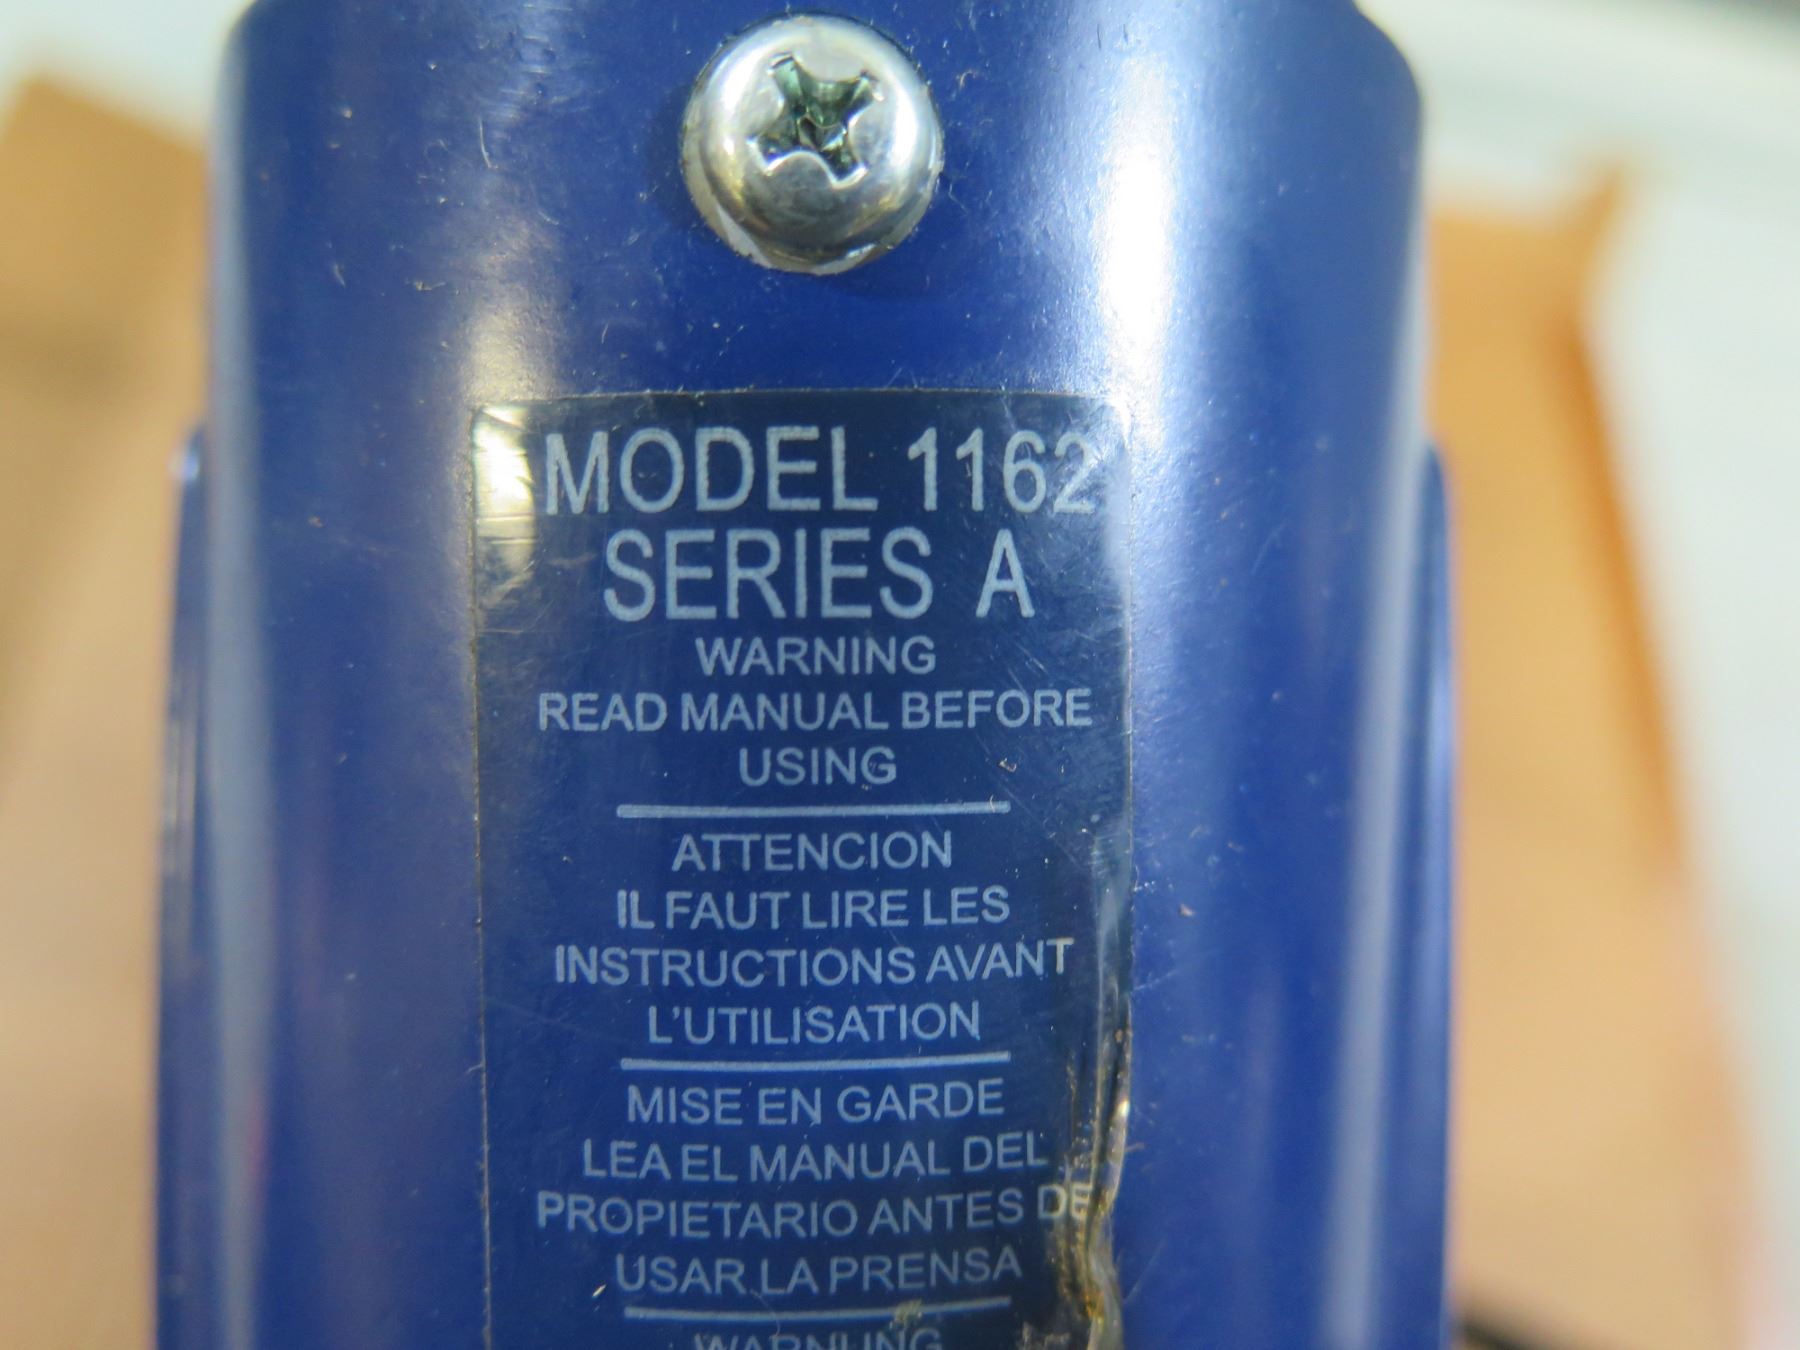 MODEL 1162
SERIES A
WARNING
READ MANUAL BEFORE
USING
ATTENCION
IL FAUT LIRE LES
INSTRUCTIONS AVANT
L'UTILISATION
MISE EN GARDE
LEA EL MANUAL DEL
PROPIETARIO ANTES DE
USAR LA PRENSA
WARNUNG